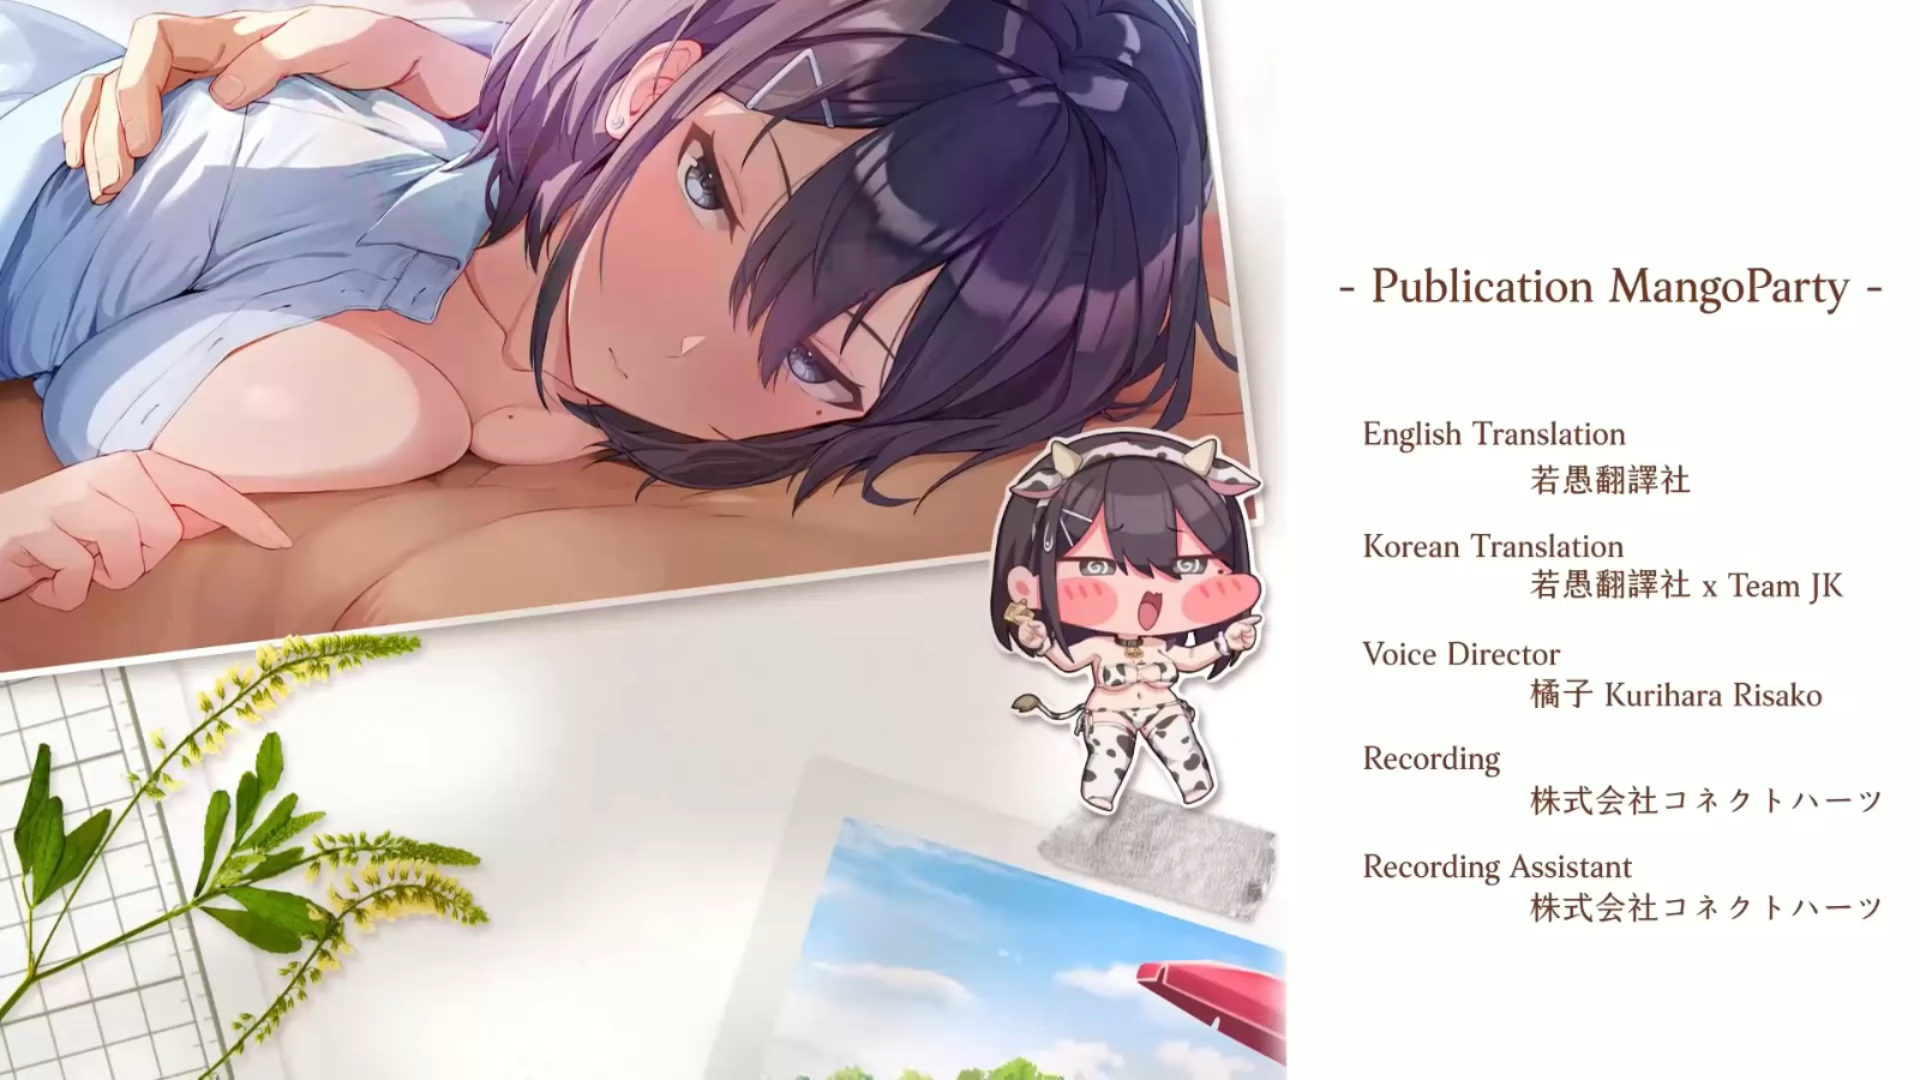 - Publication MangoParty -
English Translation
若愚翻譯社
Korean Translation
若愚翻譯社 x Team JK
Voice Director
橘子 Kurihara Risako
Recording
株式会社コネクトハーツ
Recording Assistant
株式会社コネクトハーツ